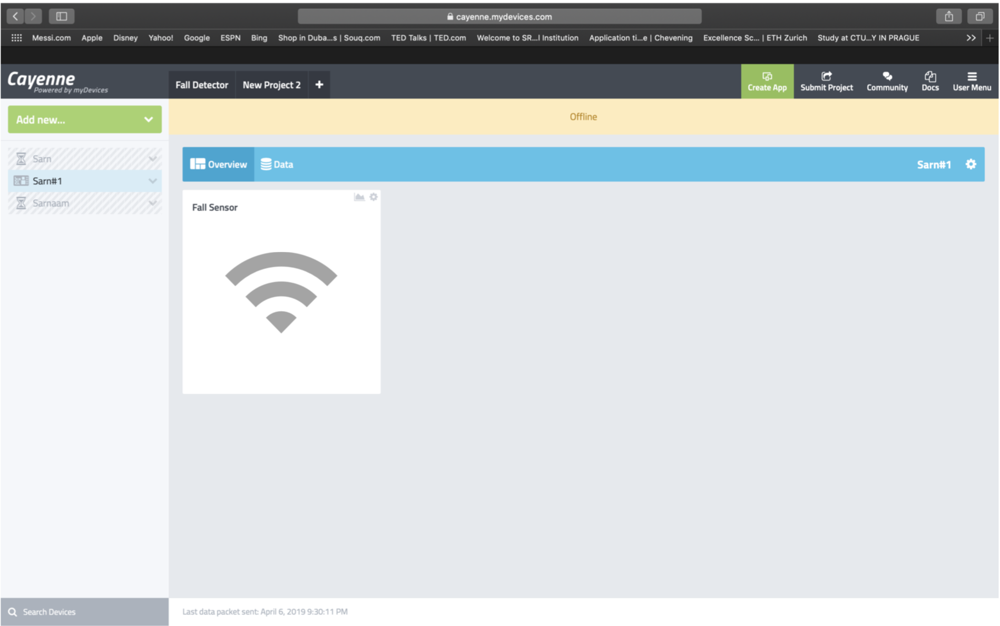 cayenne.mydevices.com
Messi.com Apple Disney Yahoo! Google ESPN Bing Shop in Duba...s | Souq.com TED Talks | TED.com Welcome to SR...l Institution Application ti...e | Chevening Excellence Sc... | ETH Zurich Study at CTU...Y IN PRAGUE >>
Cayenne
Powered by myDevices
Fall Detector New Project 2 +
Create App Submit Project Community Docs User Menu
Add new...
Offline
Sarn
Sarn#1
Sarnaam
Overview Data Sarn#1
Fall Sensor
Search Devices
Last data packet sent: April 6, 2019 9:30:11 PM